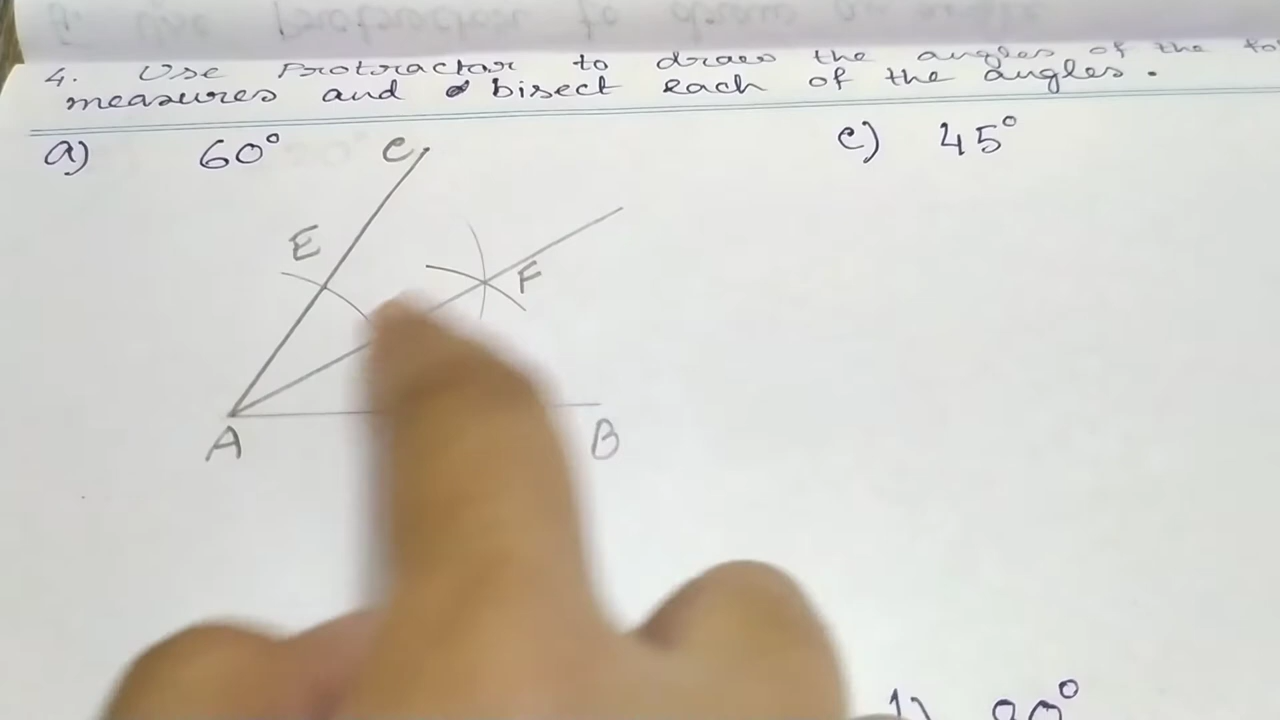 4. Use Protractor to draw the angles of the
measures and bisect each of the angles.
a) 60°
c) 45°
C
E
F
A
B